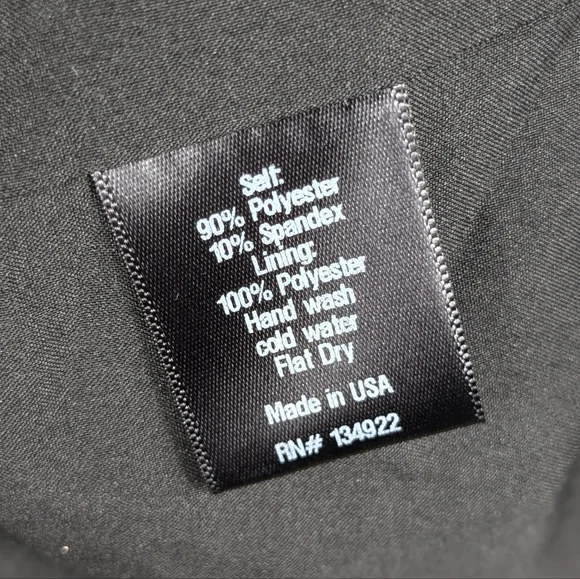 Self:
90% Polyester
10% Spandex
Lining:
100% Polyester
Hand wash
cold water
Flat Dry
Made in USA
RN# 134922